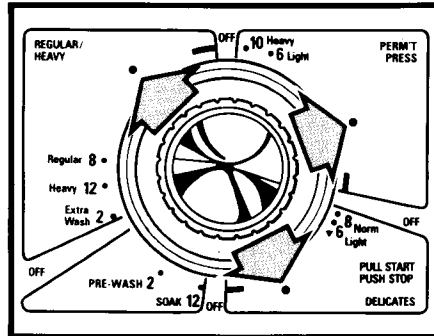 REGULAR/
HEAVY
OFF
10 Heavy
6 Light
PERM'T
PRESS
Regular 8
Heavy 12
Extra
Wash 2
OFF
8 Norm
6 Light
OFF
PULL START
PUSH STOP
DELICATES
PRE-WASH 2
SOAK 12
OFF